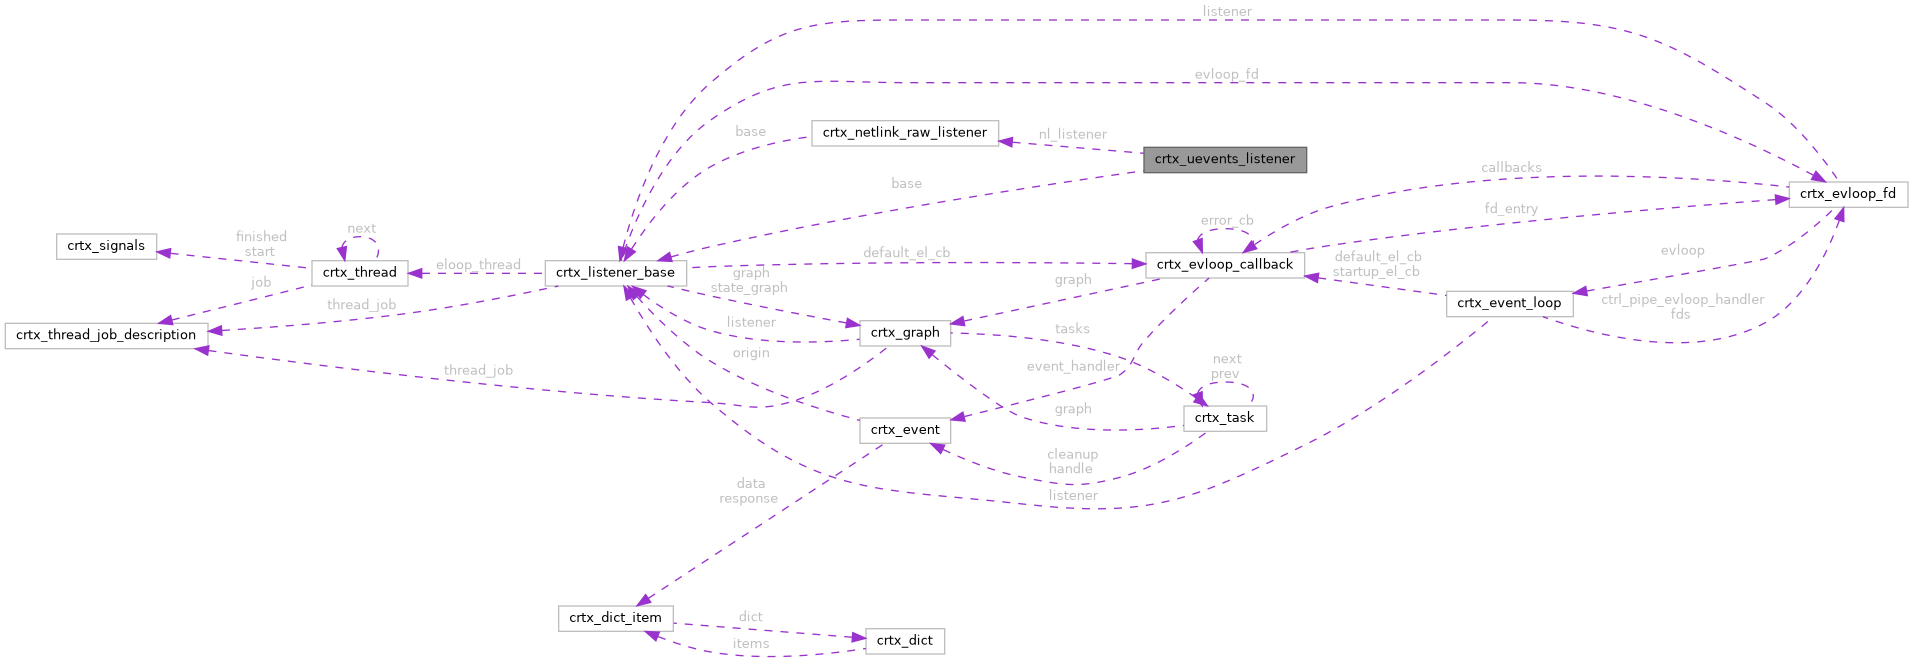 listener
evloop_fd
base
crtx_netlink_raw_listener
nl_listener
crtx_uevents_listener
callbacks
base
crtx_evloop_fd
fd_entry
error_cb
next
finished
start
crtx_signals
crtx_thread
eloop_thread
crtx_listener_base
default_el_cb
crtx_evloop_callback
default_el_cb
startup_el_cb
evloop
job
graph
state_graph
graph
thread_job
crtx_event_loop
ctrl_pipe_evloop_handler
fds
listener
crtx_thread_job_description
crtx_graph
tasks
origin
thread_job
event_handler
next
prev
graph
crtx_task
crtx_event
cleanup
handle
data
response
listener
crtx_dict_item
dict
crtx_dict
items